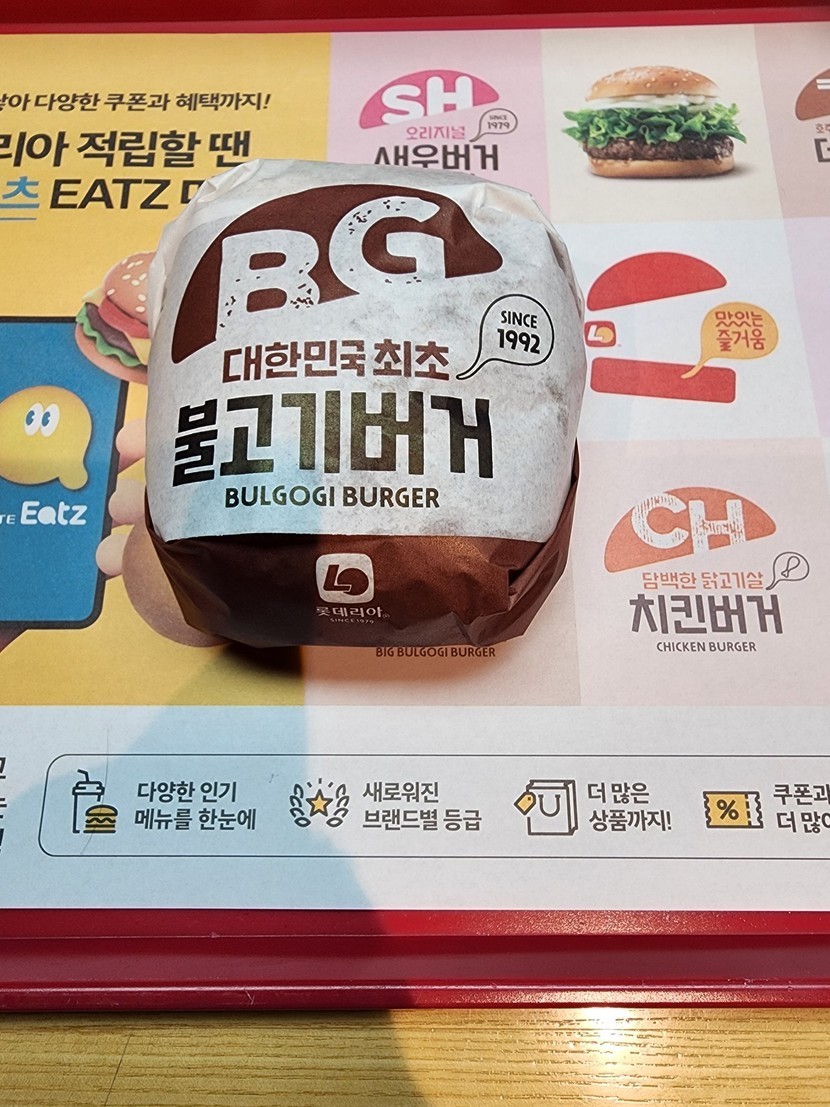 다양한 쿠폰과 혜택까지!
리아 적립할 땐
츠 EATZ
SH
SINCE
1979
오리지널
새우버거
BG
SINCE
1992
대한민국 최초
불고기버거
BULGOGI BURGER
롯데리아
SINCE 1979
BIG BULGOGI BURGER
맛있는
즐거움
Eatz
CH
담백한 닭고기살
치킨버거
CHICKEN BURGER
다양한 인기
메뉴를 한눈에
새로워진
브랜드별 등급
더 많은
상품까지!
%
쿠폰과
더 많